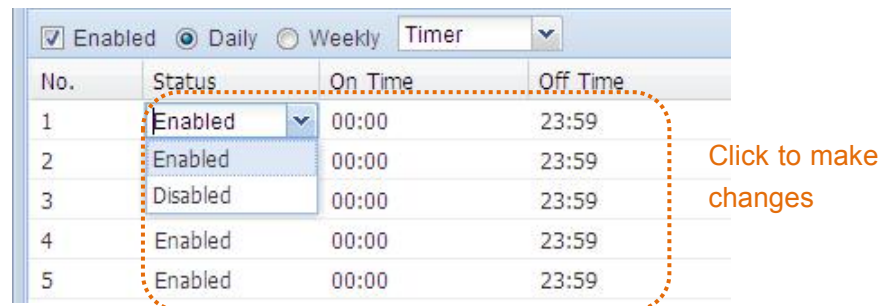 Enabled Daily Weekly Timer
No. Status On Time Off Time
1 Enabled 00:00 23:59
2 Enabled 00:00 23:59
3 Disabled 00:00 23:59
4 Enabled 00:00 23:59
5 Enabled 00:00 23:59
Click to make
changes